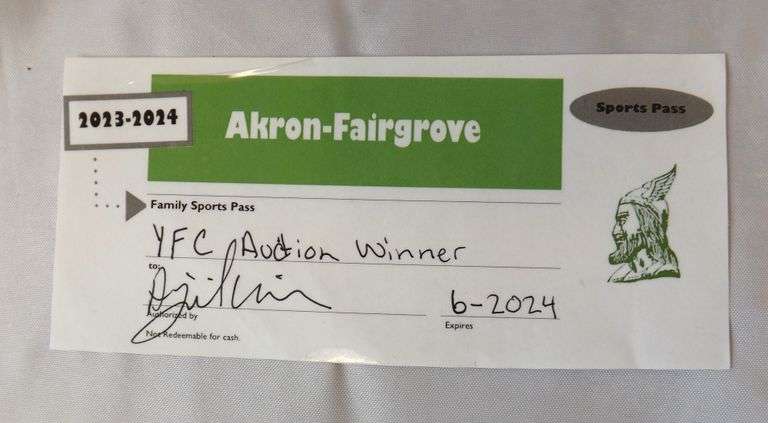 2023-2024
Akron-Fairgrove
Sports Pass
Family Sports Pass
YFC Auction Winner
to:
6-2024
Authorized by
Expires
Not Redeemable for cash.